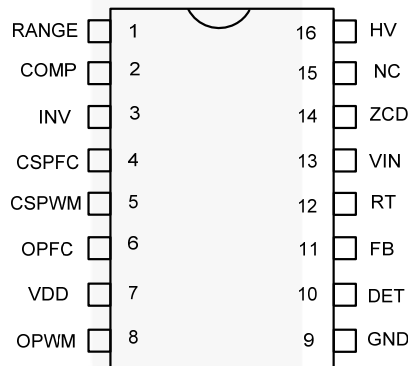 RANGE 1 16 HV
COMP 2 15 NC
INV 3 14 ZCD
CSPFC 4 13 VIN
CSPWM 5 12 RT
OPFC 6 11 FB
VDD 7 10 DET
OPWM 8 9 GND